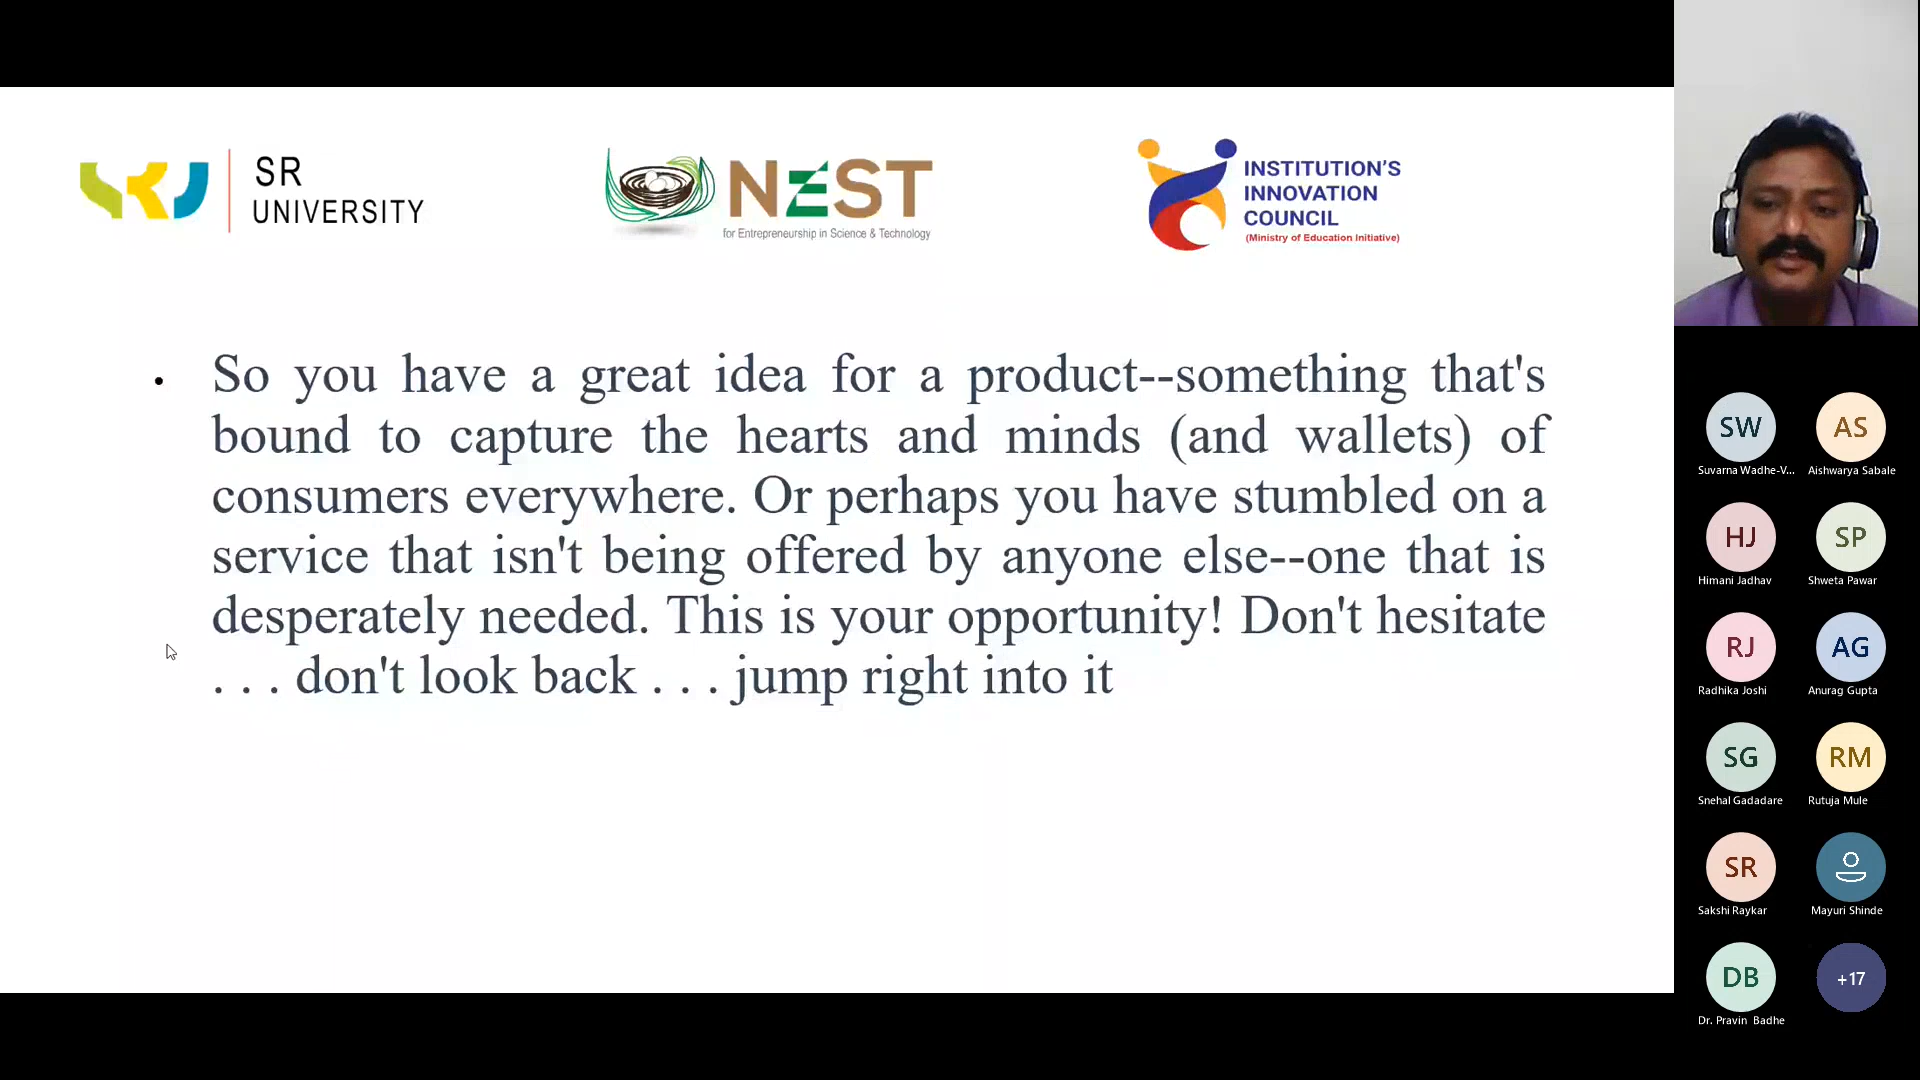 SR
UNIVERSITY
NEST
for Entrepreneurship in Science & Technology
INSTITUTION'S
INNOVATION
COUNCIL
(Ministry of Education Initiative)
• So you have a great idea for a product--something that's
bound to capture the hearts and minds (and wallets) of
consumers everywhere. Or perhaps you have stumbled on a
service that isn't being offered by anyone else--one that is
desperately needed. This is your opportunity! Don't hesitate
. . . don't look back . . . jump right into it
SW
Suvarna Wadhe-V...
AS
Aishwarya Sabale
HJ
Himani Jadhav
SP
Shweta Pawar
RJ
Radhika Joshi
AG
Anurag Gupta
SG
Snehal Gadadare
RM
Rutuja Mule
SR
Sakshi Raykar
Mayuri Shinde
DB
Dr. Pravin Badhe
+17